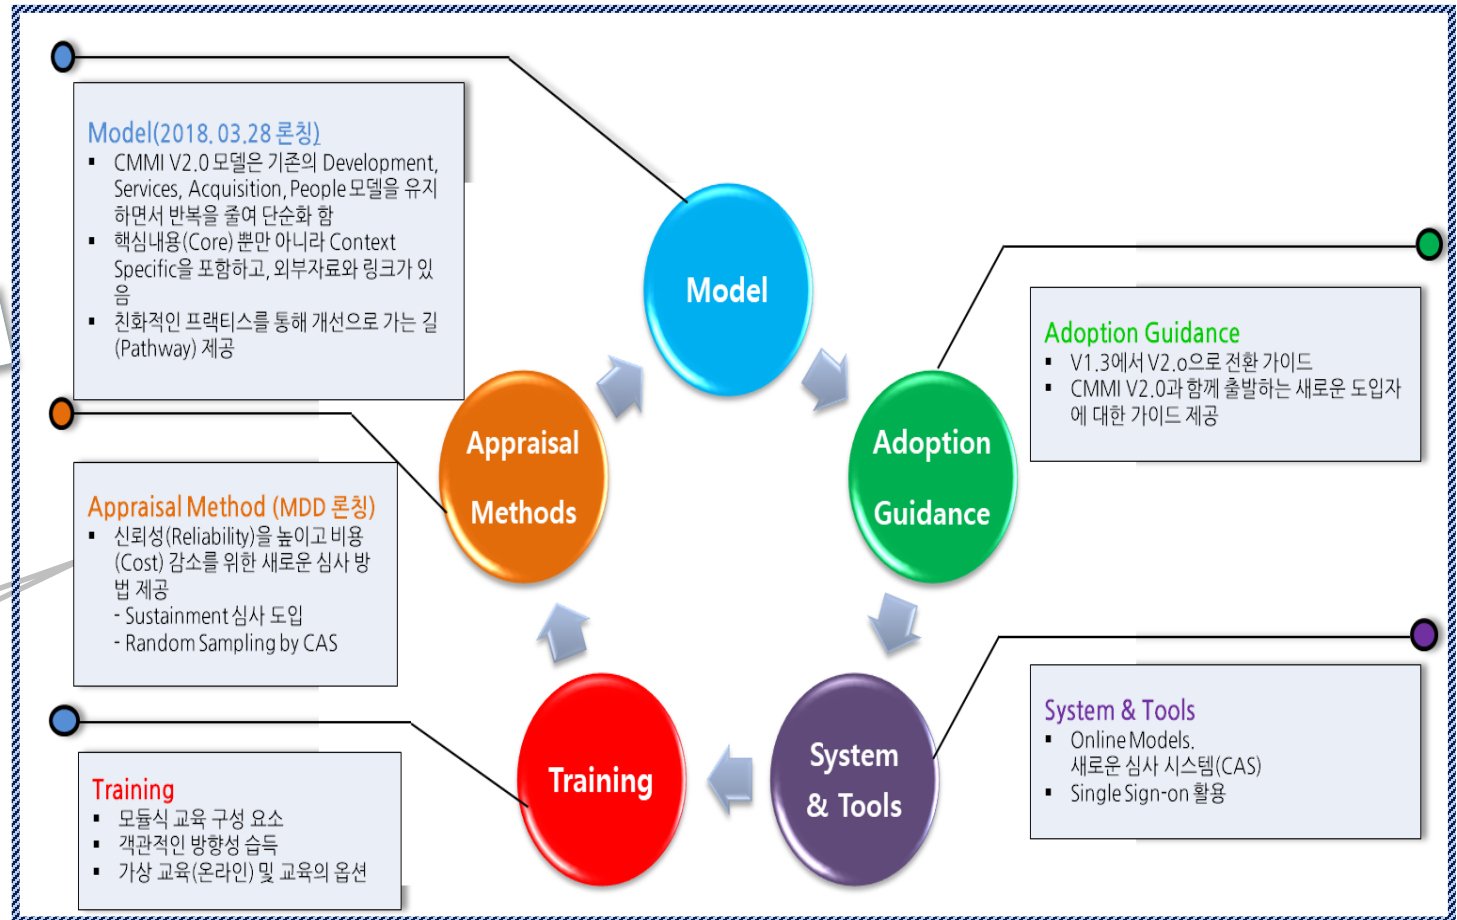 Model(2018.03.28 론칭)
▪ CMMI V2.0 모델은 기존의 Development,
Services, Acquisition, People 모델을 유지
하면서 반복을 줄여 단순화 함
▪ 핵심내용(Core) 뿐만 아니라 Context
Specific을 포함하고, 외부자료와 링크가 있
음
▪ 친화적인 프랙티스를 통해 개선으로 가는 길
(Pathway) 제공
Appraisal Method (MDD 론칭)
▪ 신뢰성(Reliability)을 높이고 비용
(Cost) 감소를 위한 새로운 심사 방
법 제공
- Sustainment 심사 도입
- Random Sampling by CAS
Training
▪ 모듈식 교육 구성 요소
▪ 객관적인 방향성 습득
▪ 가상 교육(온라인) 및 교육의 옵션
Model
Adoption
Guidance
System
& Tools
Training
Appraisal
Methods
Adoption Guidance
▪ V1.3에서 V2.o으로 전환 가이드
▪ CMMI V2.0과 함께 출발하는 새로운 도입자
에 대한 가이드 제공
System & Tools
▪ Online Models.
새로운 심사 시스템(CAS)
▪ Single Sign-on 활용